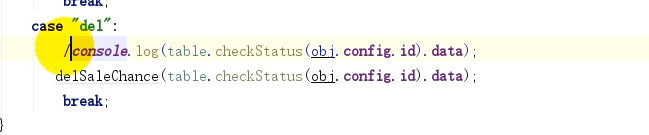 break;
case "del":
/console.log(table.checkStatus(obj.config.id).data);
delSaleChance(table.checkStatus(obj.config.id).data);
break;
}